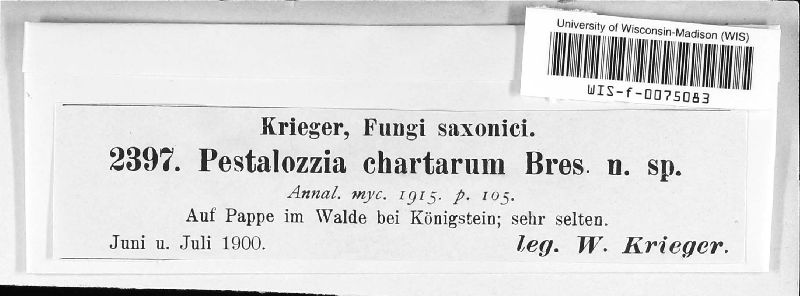 University of Wisconsin-Madison (WIS)
WIS-f-0075083
Krieger, Fungi saxonici.
2397. Pestalozzia chartarum Bres. n. sp.
Annal. myc. 1915. p. 105.
Auf Pappe im Walde bei Königstein; sehr selten.
Juni u. Juli 1900. leg. W. Krieger.